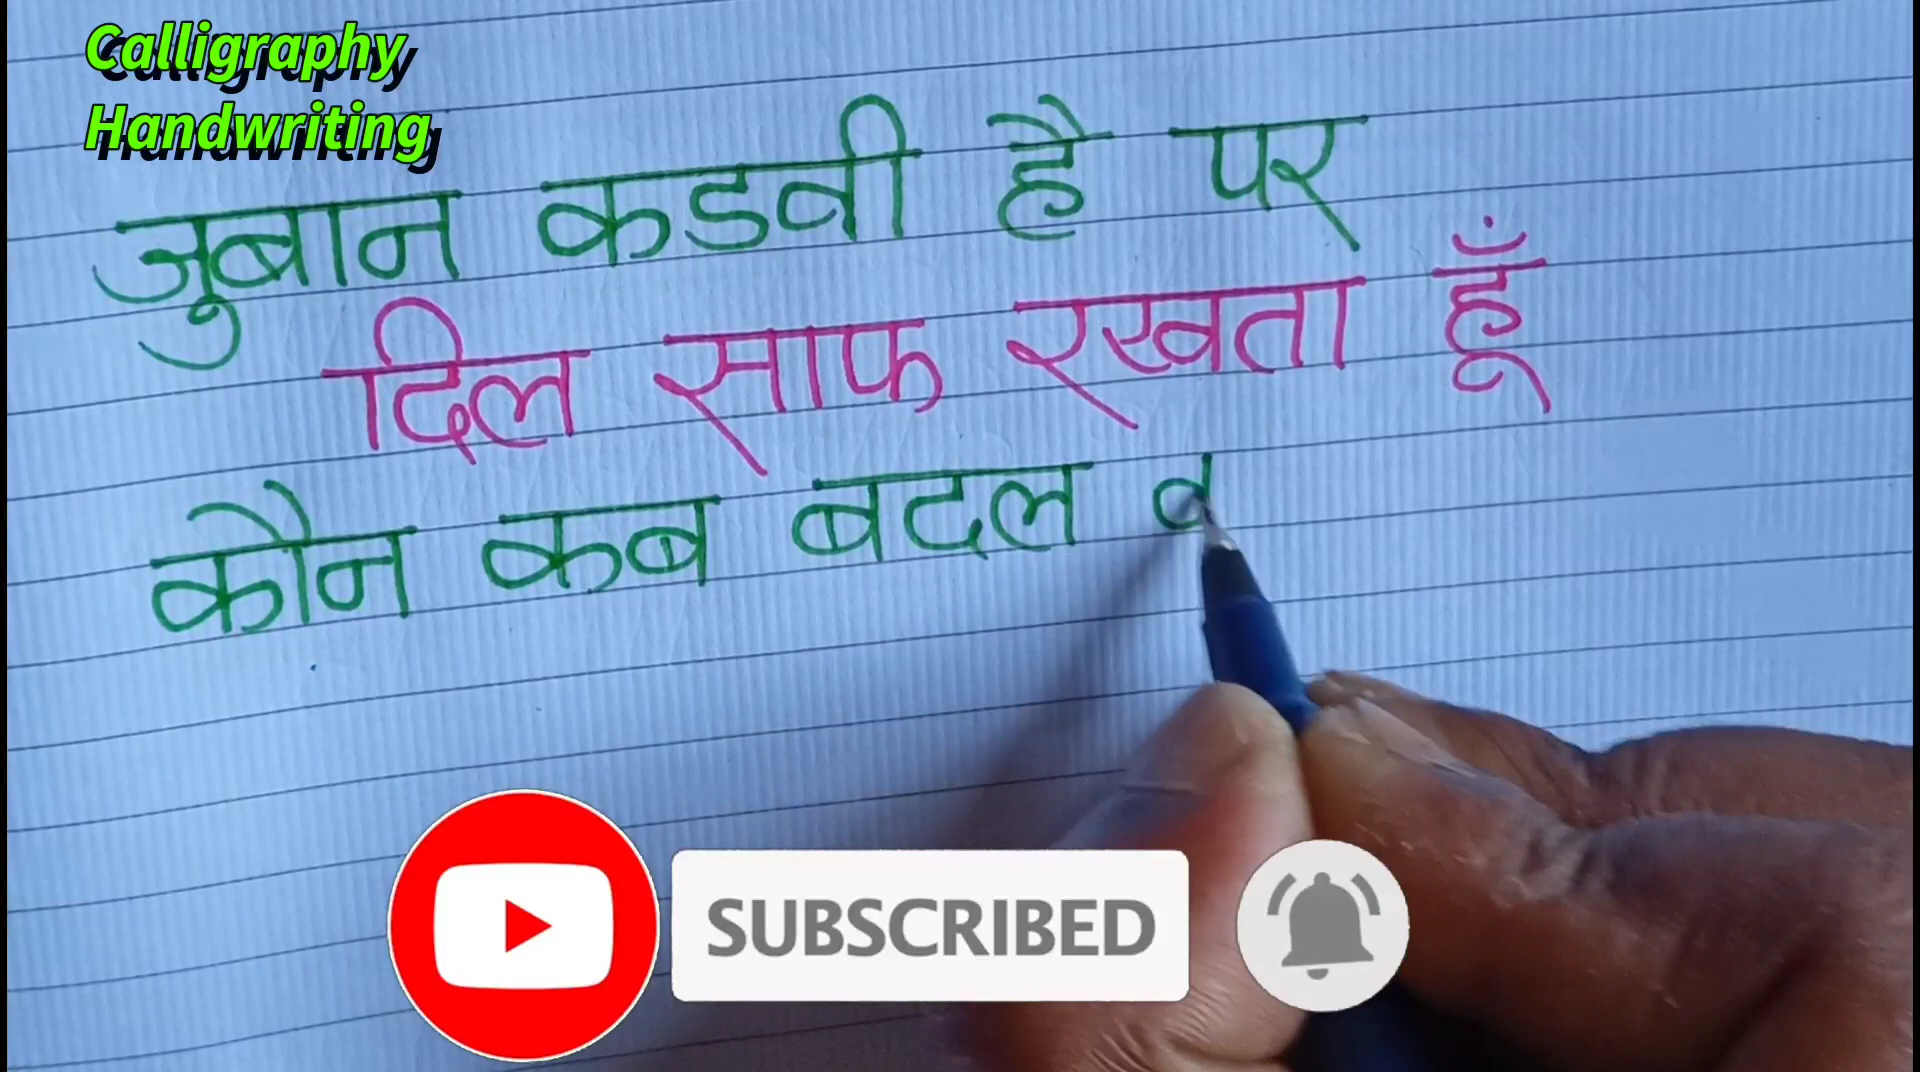 Calligraphy
Handwriting
जुबान कडवी है पर
दिल साफ रखता हूँ
कौन कब बदल
SUBSCRIBED